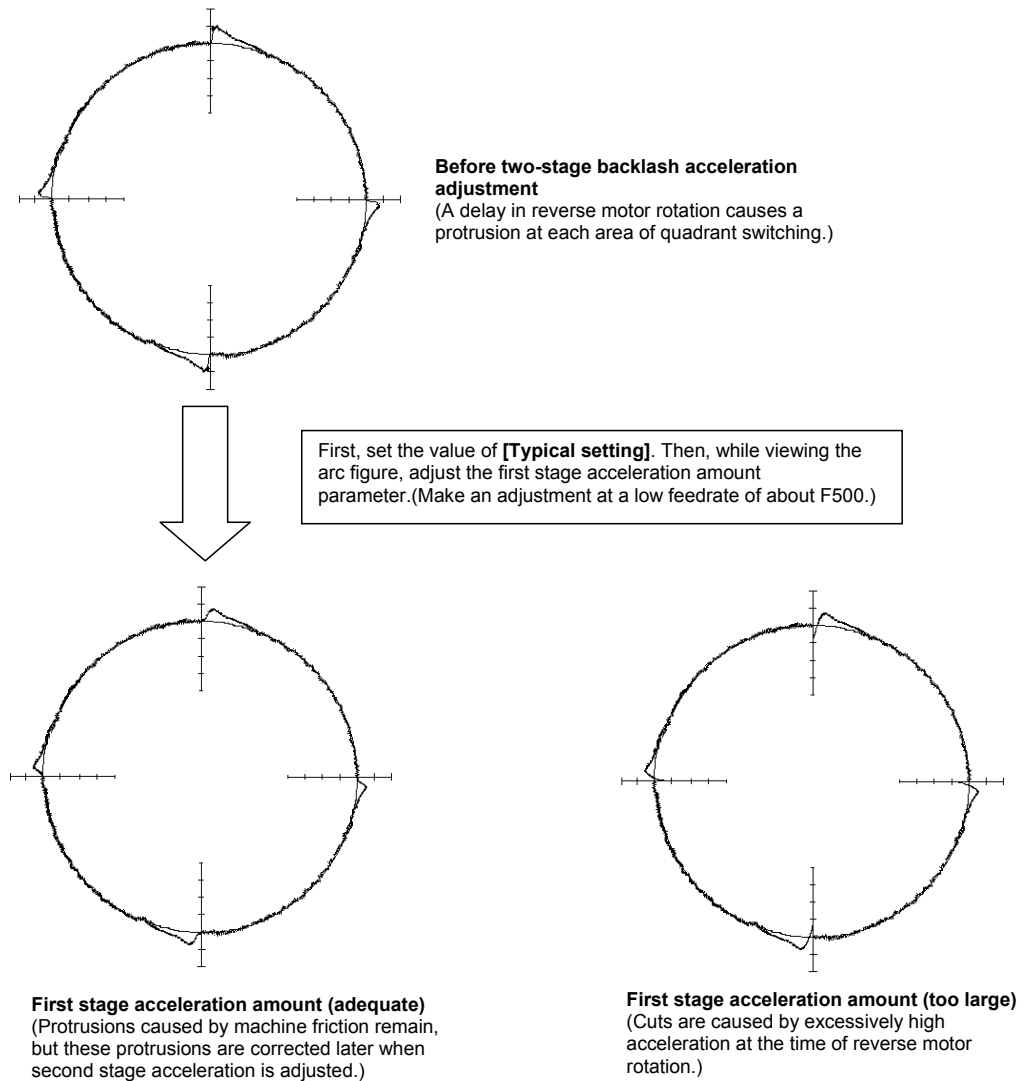 Before two-stage backlash acceleration
adjustment
(A delay in reverse motor rotation causes a
protrusion at each area of quadrant switching.)
First, set the value of [Typical setting]. Then, while viewing the
arc figure, adjust the first stage acceleration amount
parameter.(Make an adjustment at a low feedrate of about F500.)
First stage acceleration amount (adequate)
(Protrusions caused by machine friction remain,
but these protrusions are corrected later when
second stage acceleration is adjusted.)
First stage acceleration amount (too large)
(Cuts are caused by excessively high
acceleration at the time of reverse motor
rotation.)